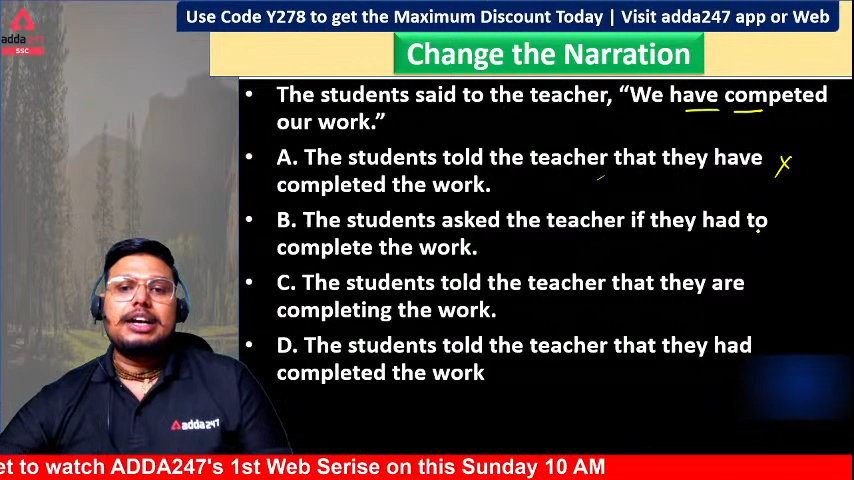 Use Code Y278 to get the Maximum Discount Today | Visit adda247 app or Web
adda247
SSC
Change the Narration
• The students said to the teacher, “We have competed
our work.”
• A. The students told the teacher that they have
completed the work.
• B. The students asked the teacher if they had to
complete the work.
• C. The students told the teacher that they are
completing the work.
• D. The students told the teacher that they had
completed the work
adda247
et to watch ADDA247's 1st Web Serise on this Sunday 10 AM